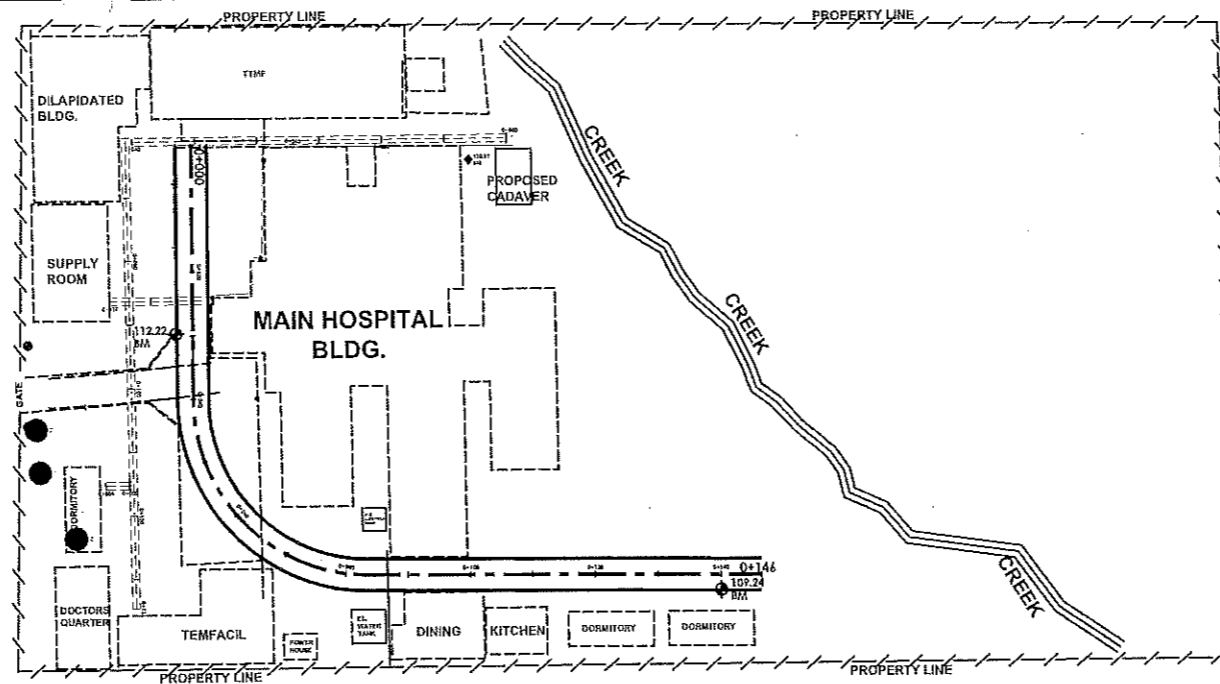 PROPERTY LINE
PROPERTY LINE
DILAPIDATED
BLDG.
CREEK
0+000
PROPOSED
CADAVER
SUPPLY
ROOM
CREEK
MAIN HOSPITAL
BLDG.
112.22
BM
GATE
DORMITORY
0+146
109.24
BM
CREEK
DOCTORS
QUARTER
TEMFACIL
POWER
HOUSE
EL.
WATER
TANK
DINING
KITCHEN
DORMITORY
DORMITORY
PROPERTY LINE
PROPERTY LINE